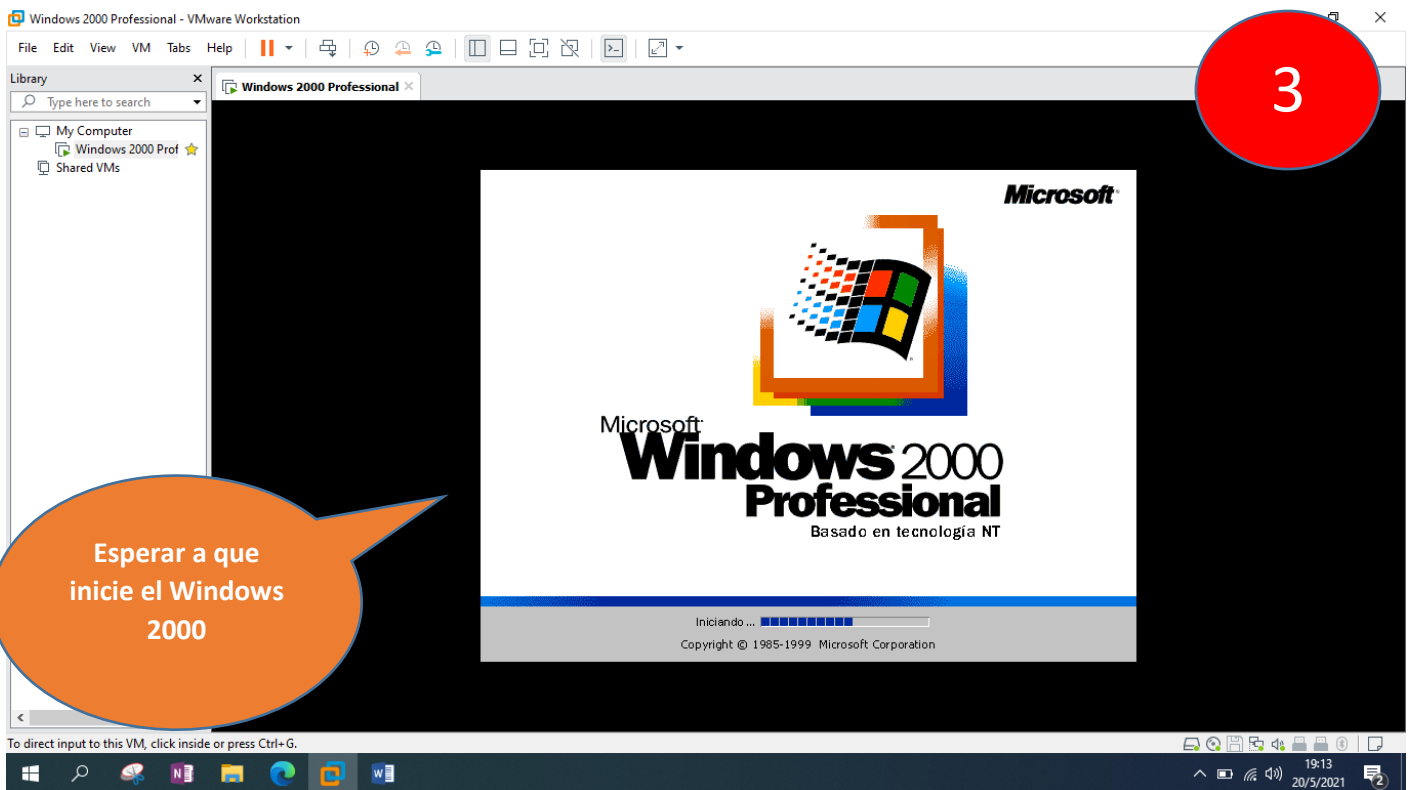 Windows 2000 Professional - VMware Workstation
File Edit View VM Tabs Help
3
Library
Windows 2000 Professional
Type here to search
My Computer
Windows 2000 Prof
Shared VMs
Microsoft
Microsoft
Windows 2000
Professional
Basado en tecnología NT
Esperar a que
inicie el Windows
2000
Iniciando ...
Copyright © 1985-1999 Microsoft Corporation
To direct input to this VM, click inside or press Ctrl+G.
19:13
20/5/2021
2